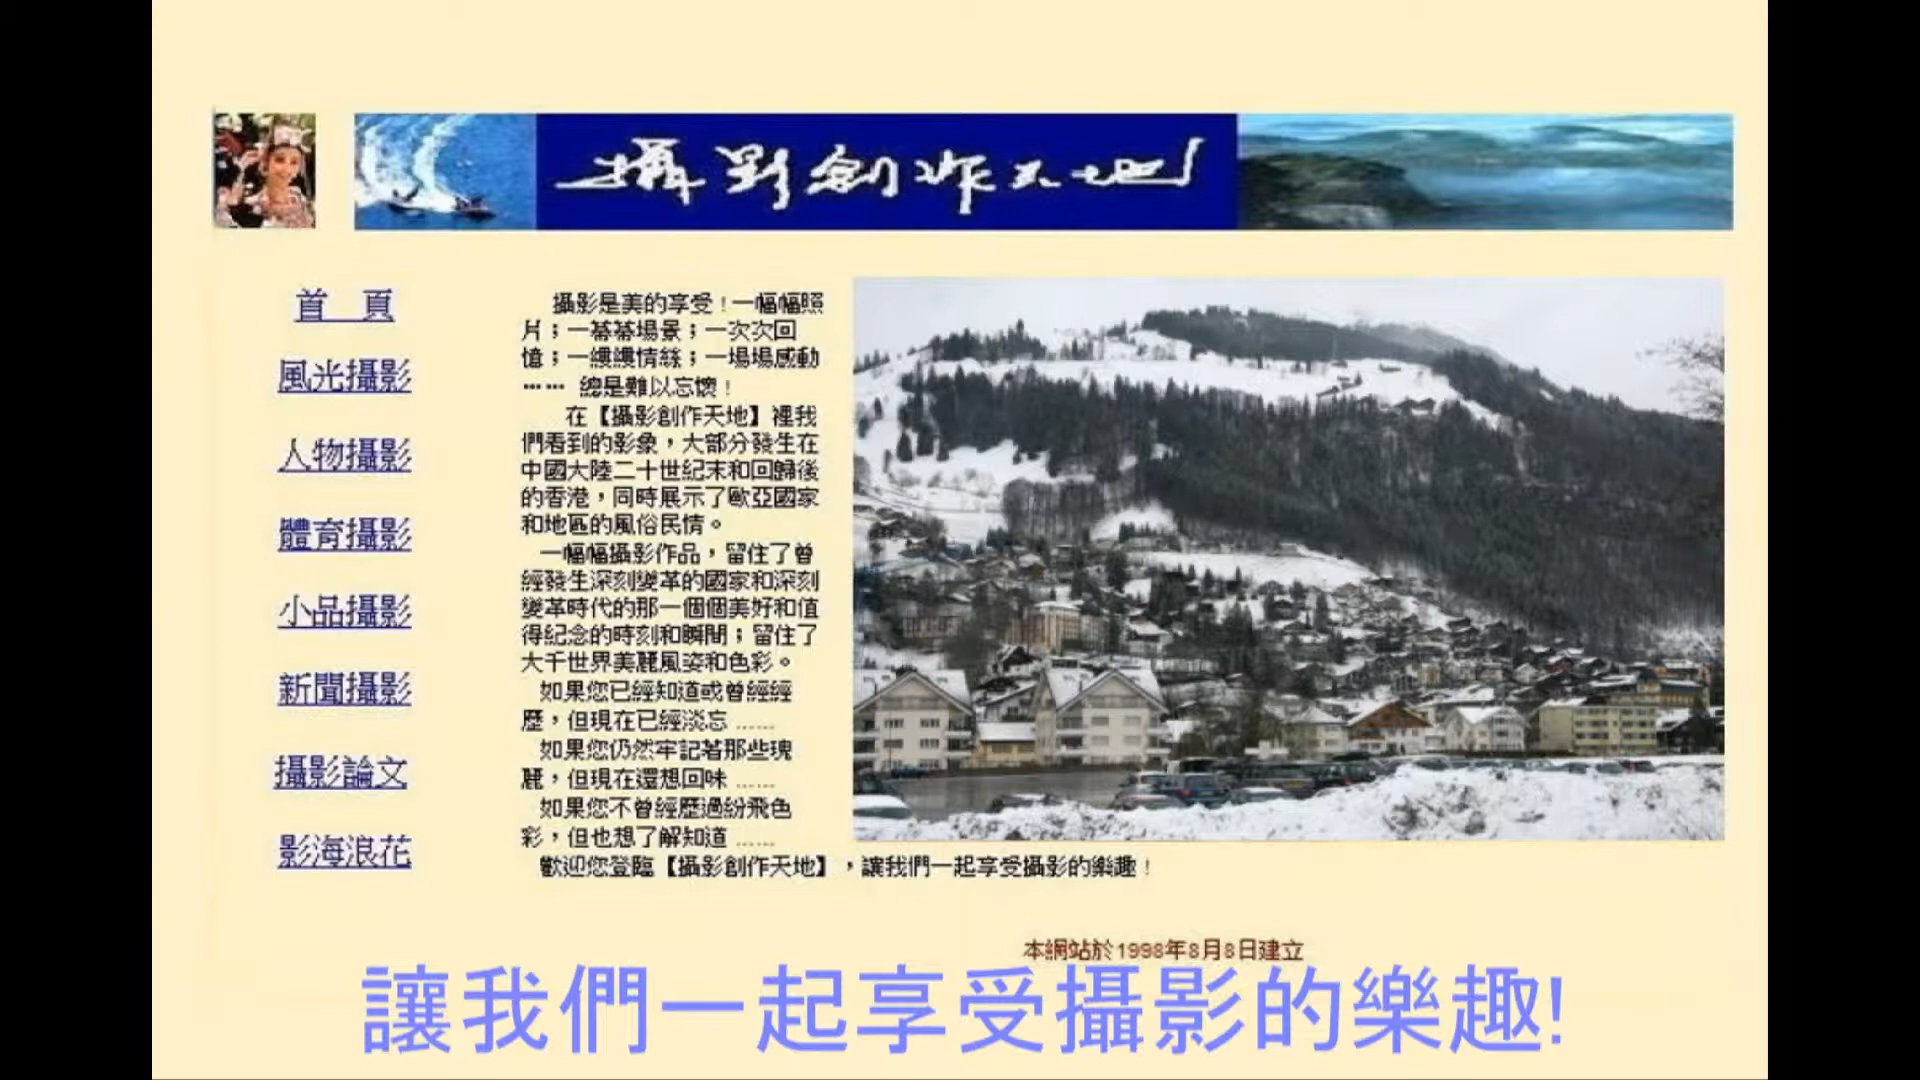 攝影創作天地
首 頁
風光攝影
人物攝影
體育攝影
小品攝影
新聞攝影
攝影論文
影海浪花
攝影是美的享受！一幅幅照
片；一幕幕場景；一次次回
憶；一縷縷情絲；一場場感動
…… 總是難以忘懷！
在【攝影創作天地】裡我
們看到的影象，大部分發生在
中國大陸二十世紀末和回歸後
的香港，同時展示了歐亞國家
和地區的風俗民情。
一幅幅攝影作品，留住了曾
經發生深刻變革的國家和深刻
變革時代的那一個個美好和值
得紀念的時刻和瞬間；留住了
大千世界美麗風姿和色彩。
如果您已經知道或曾經經
歷，但現在已經淡忘 ……
如果您仍然牢記著那些瑰
麗，但現在還想回味 ……
如果您不曾經歷過紛飛色
彩，但也想了解知道 ……
歡迎您登臨【攝影創作天地】，讓我們一起享受攝影的樂趣！
本網站於1998年8月8日建立
讓我們一起享受攝影的樂趣!